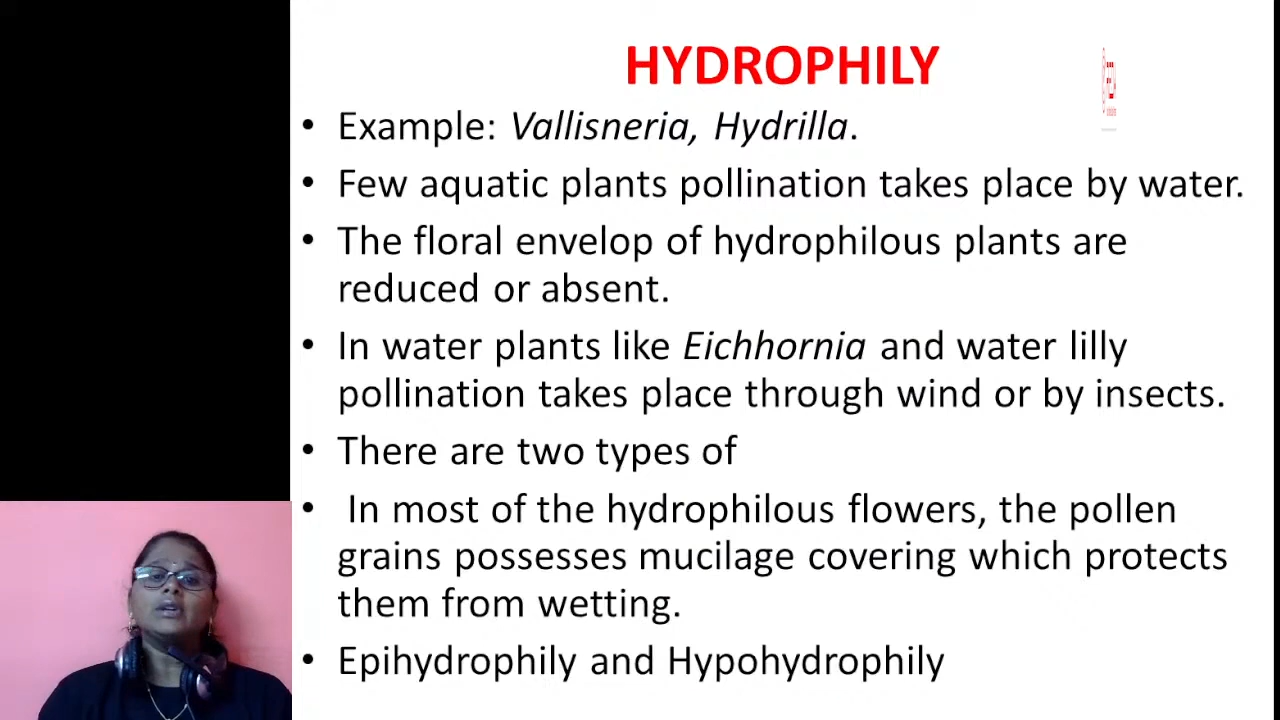 HYDROPHILY
• Example: Vallisneria, Hydrilla.
• Few aquatic plants pollination takes place by water.
• The floral envelop of hydrophilous plants are
reduced or absent.
• In water plants like Eichhornia and water lilly
pollination takes place through wind or by insects.
• There are two types of
• In most of the hydrophilous flowers, the pollen
grains possesses mucilage covering which protects
them from wetting.
• Epihydrophily and Hypohydrophily